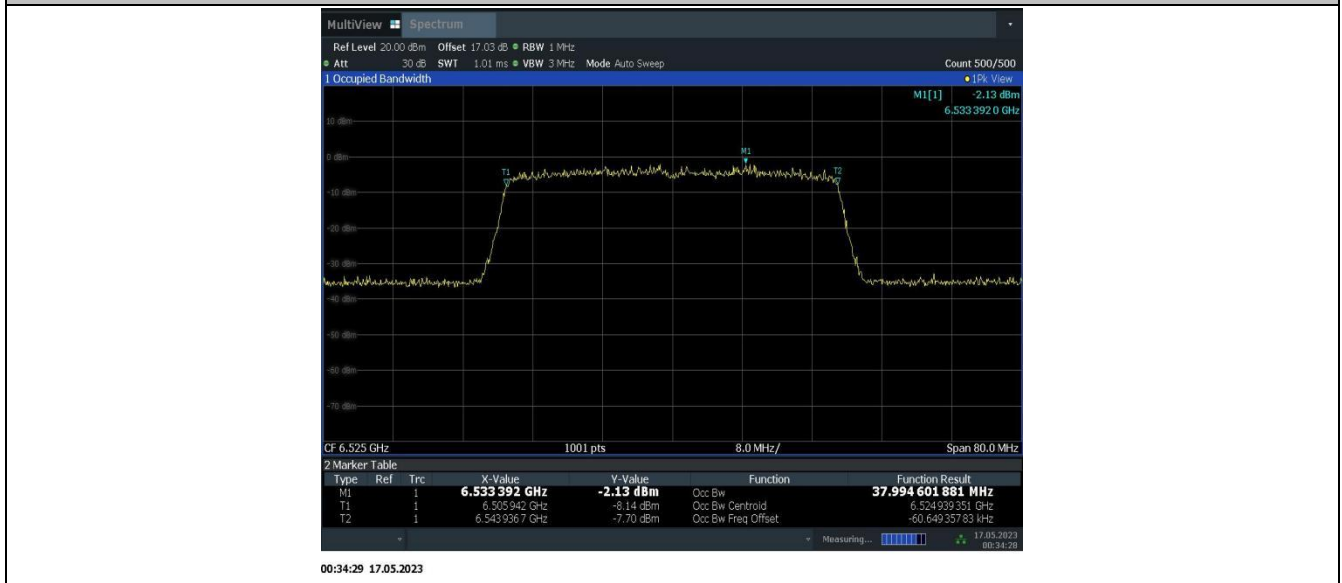 MultiView Spectrum
Ref Level 20.00 dBm Offset 17.03 dB RBW 1 MHz
Att 30 dB SWT 1.01 ms VBW 3 MHz Mode Auto Sweep Count 500/500
1 Occupied Bandwidth 1Pk View
M1[1] -2.13 dBm
6.533 392 0 GHz
10 dBm
M1
0 dBm
T1 T2
-10 dBm
-20 dBm
-30 dBm
-40 dBm
-50 dBm
-60 dBm
-70 dBm
CF 6.525 GHz 1001 pts 8.0 MHz/ Span 80.0 MHz
2 Marker Table
Type Ref Trc X-Value Y-Value Function Function Result
M1 1 6.533 392 GHz -2.13 dBm Occ Bw 37.994 601 881 MHz
T1 1 6.505 942 GHz -8.14 dBm Occ Bw Centroid 6.524 939 351 GHz
T2 1 6.543 936 7 GHz -7.70 dBm Occ Bw Freq Offset -60.649 357 83 kHz
Measuring... 17.05.2023
00:34:28
00:34:29 17.05.2023